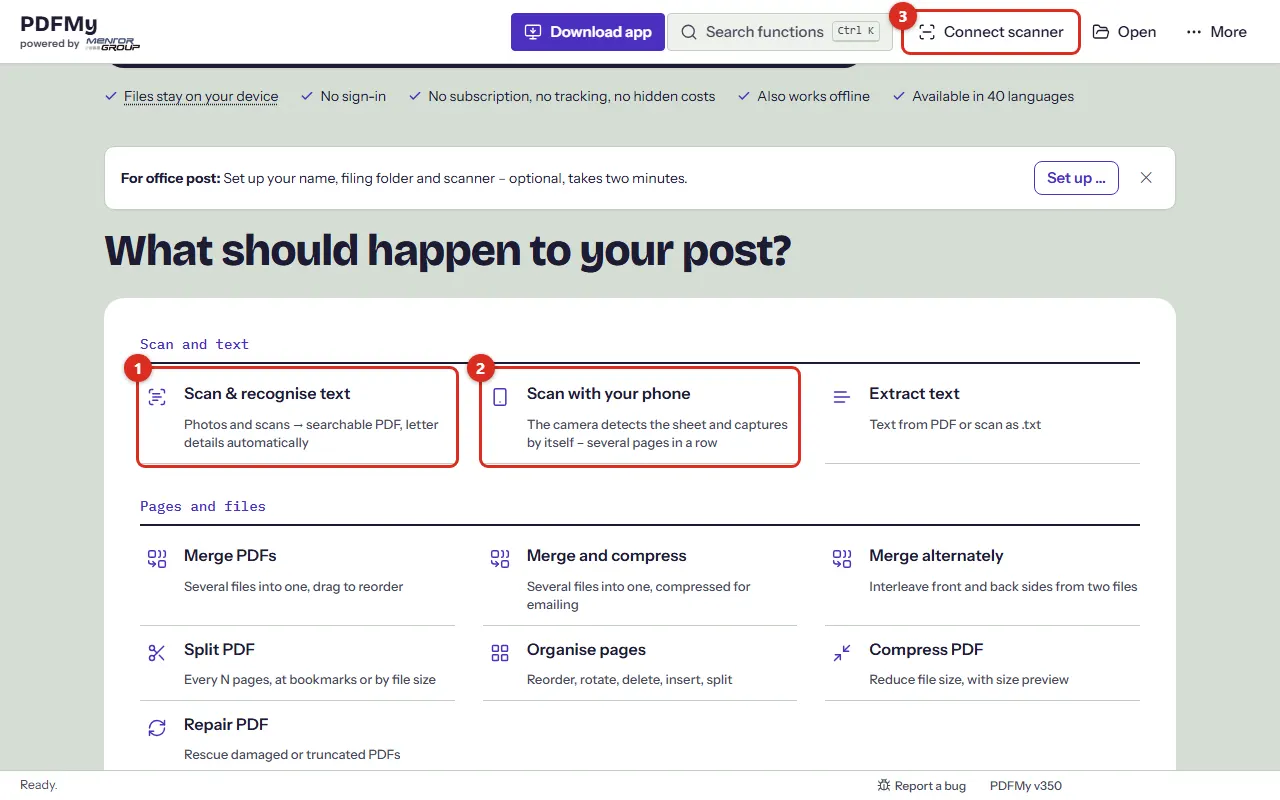 PDFMy
powered by MENTOR GROUP
Download app
Search functions Ctrl K
3
Connect scanner
Open
More
Files stay on your device
No sign-in
No subscription, no tracking, no hidden costs
Also works offline
Available in 40 languages
For office post: Set up your name, filing folder and scanner – optional, takes two minutes.
Set up ...
What should happen to your post?
Scan and text
1
Scan & recognise text
Photos and scans → searchable PDF, letter
details automatically
2
Scan with your phone
The camera detects the sheet and captures
by itself – several pages in a row
Extract text
Text from PDF or scan as .txt
Pages and files
Merge PDFs
Several files into one, drag to reorder
Merge and compress
Several files into one, compressed for
emailing
Merge alternately
Interleave front and back sides from two files
Split PDF
Every N pages, at bookmarks or by file size
Organise pages
Reorder, rotate, delete, insert, split
Compress PDF
Reduce file size, with size preview
Repair PDF
Rescue damaged or truncated PDFs
Ready.
Report a bug
PDFMy v350